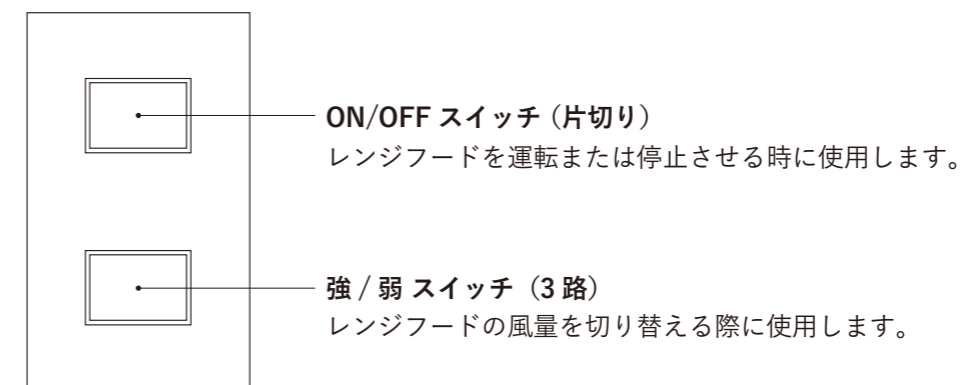 ON/OFF スイッチ（片切り）
レンジフードを運転または停止させる時に使用します。
強 / 弱 スイッチ（3 路）
レンジフードの風量を切り替える際に使用します。